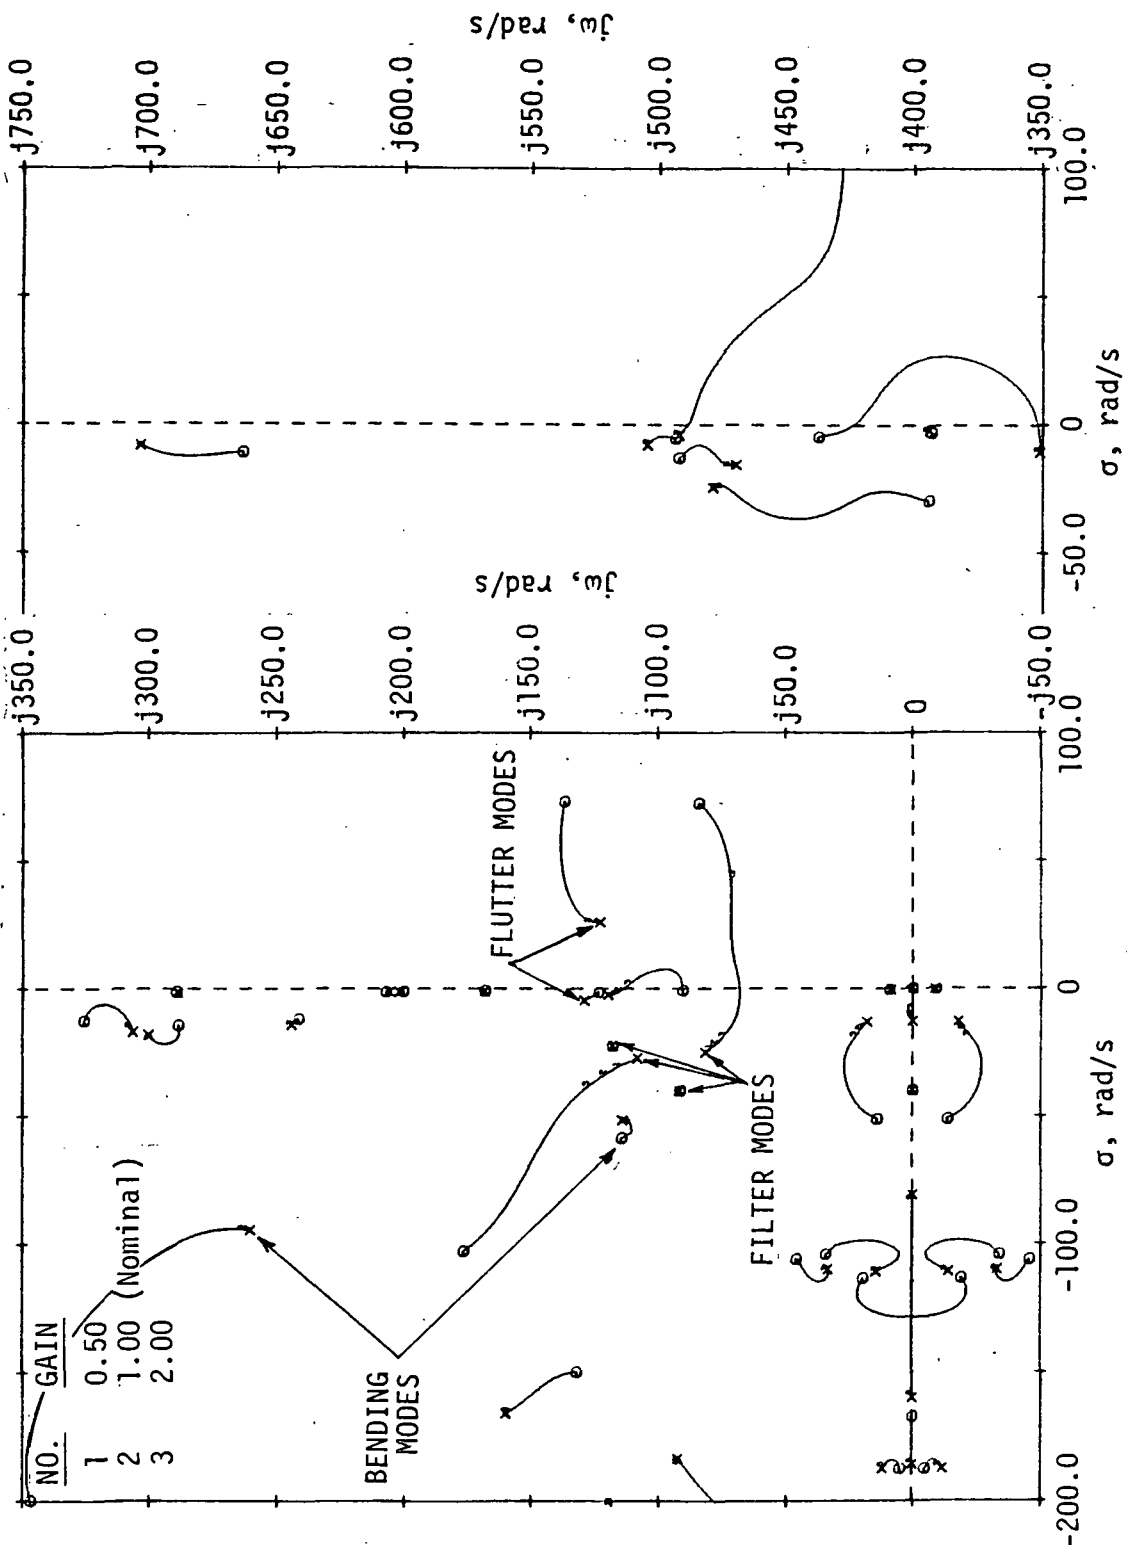 NO. GAIN
1 0.50
2 1.00 (Nominal)
3 2.00
BENDING
MODES
FLUTTER MODES
FILTER MODES
j350.0
j300.0
j250.0
j200.0
j150.0
j100.0
j50.0
0
-j50.0
jω, rad/s
-200.0
-100.0
0
100.0
σ, rad/s
j750.0
j700.0
j650.0
j600.0
j550.0
j500.0
j450.0
j400.0
j350.0
jω, rad/s
-50.0
0
100.0
σ, rad/s